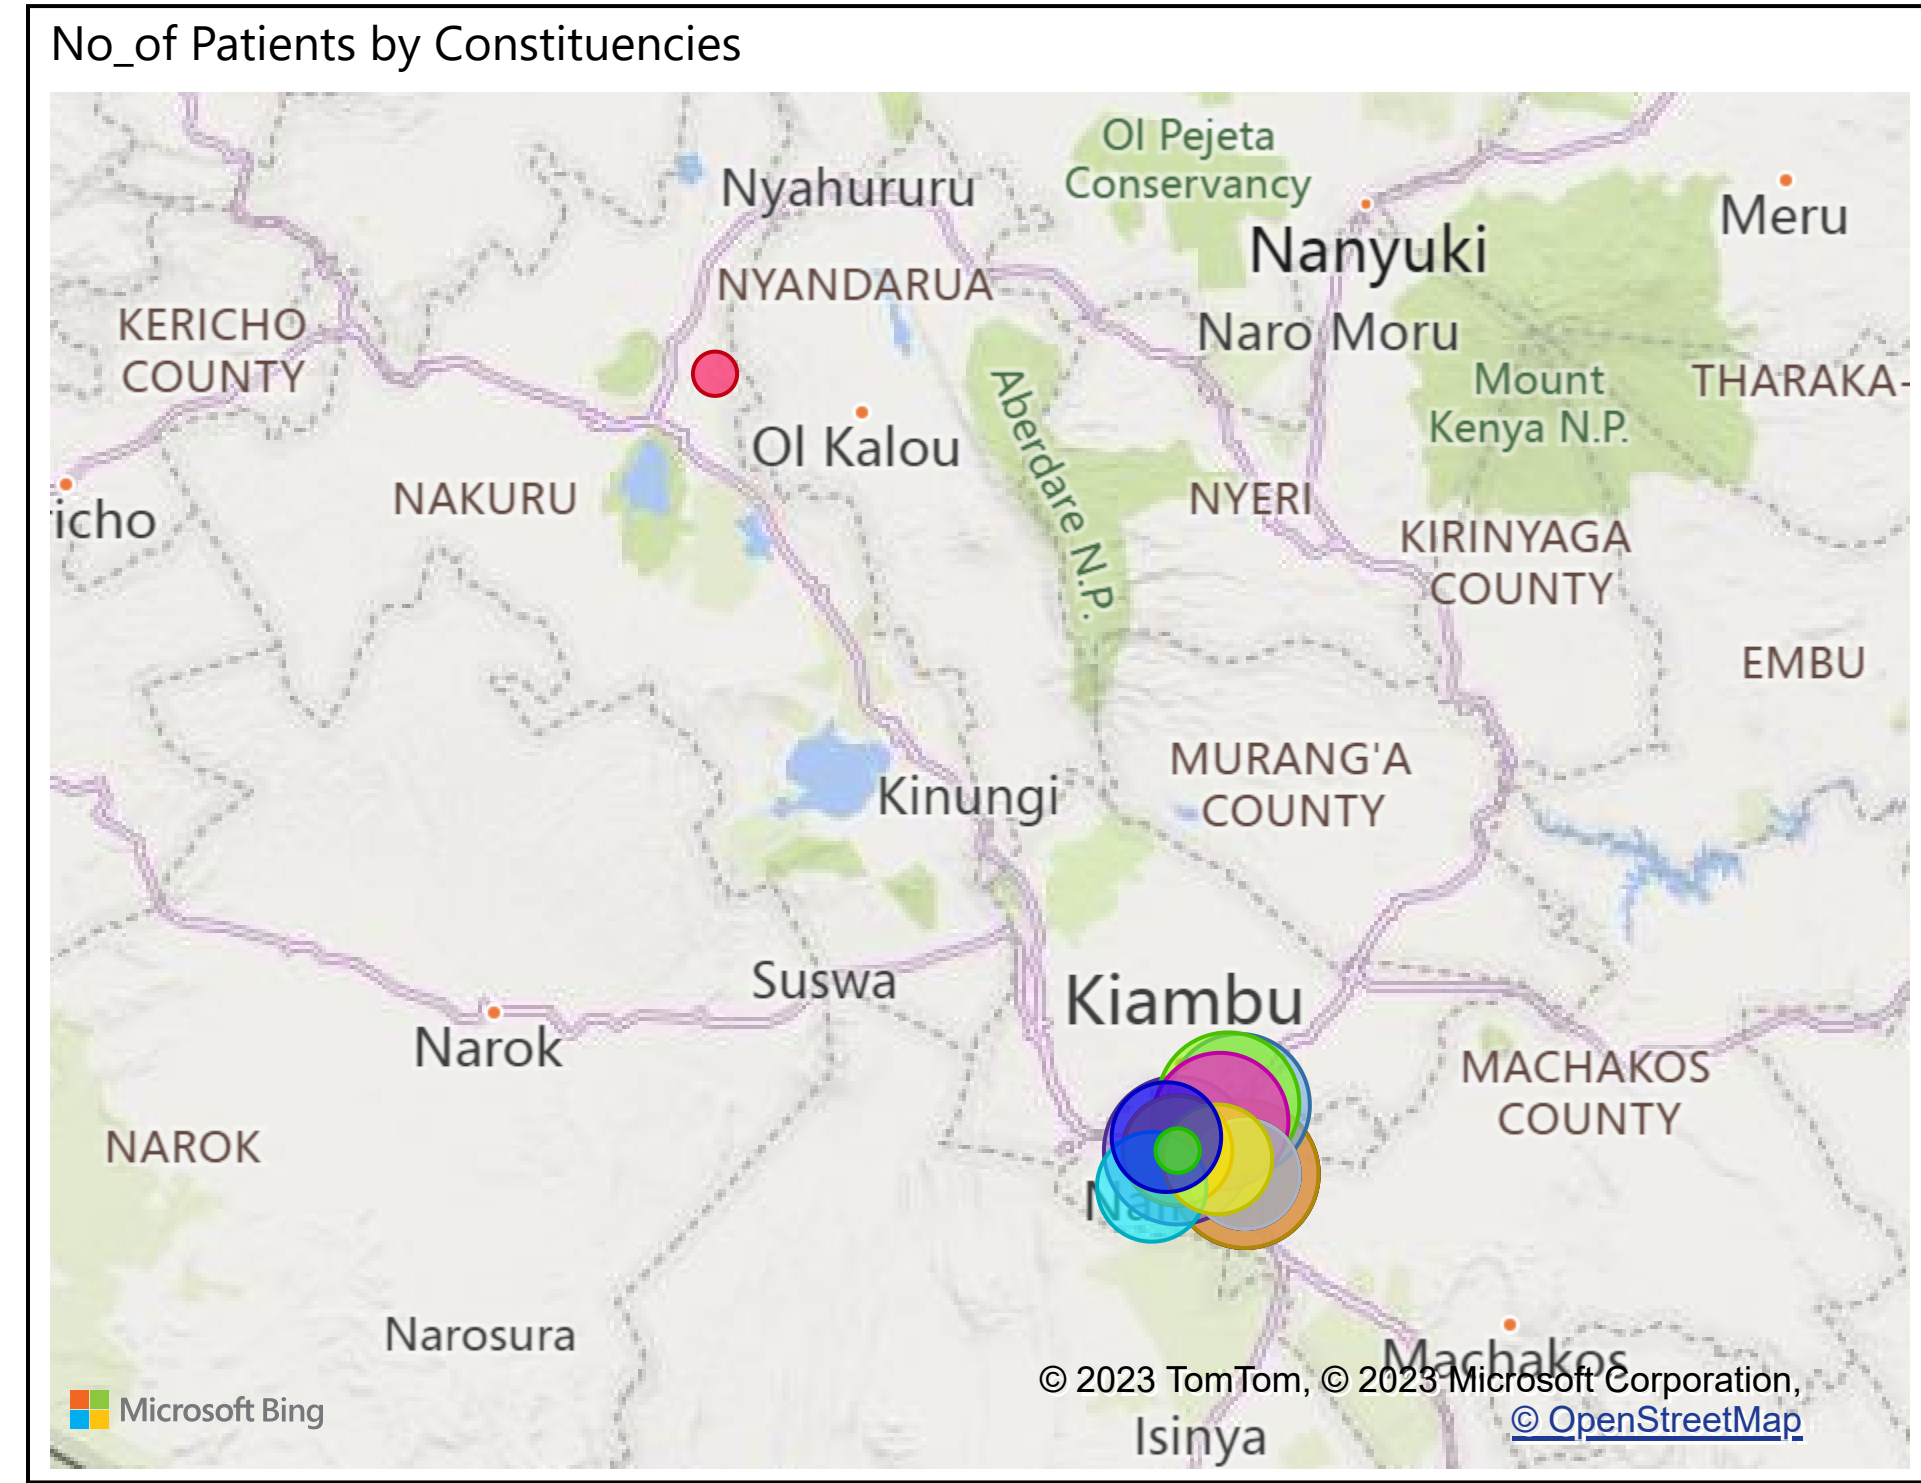 No_of Patients by Constituencies
Ol Pejeta
Conservancy
Nyahururu
Meru
Nanyuki
NYANDARUA
KERICHO
COUNTY
Naro Moru
Mount
Kenya N.P.
THARAKA-
Aberdare N.P.
Ol Kalou
NAKURU
NYERI
icho
KIRINYAGA
COUNTY
EMBU
MURANG'A
COUNTY
Kinungi
Suswa
Kiambu
Narok
MACHAKOS
COUNTY
NAROK
Narosura
Machakos
© 2023 TomTom, © 2023 Microsoft Corporation,
© OpenStreetMap
Microsoft Bing
Isinya